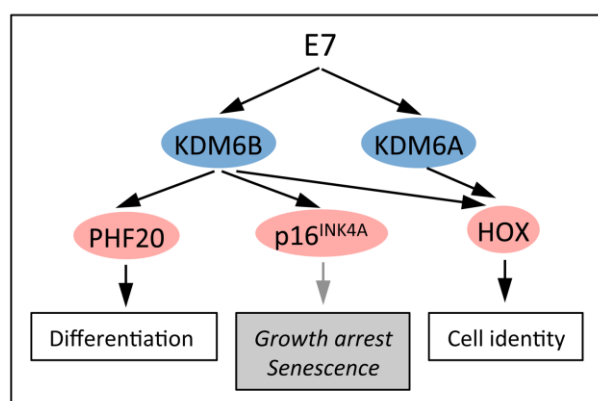 E7
KDM6B
KDM6A
PHF20
p16INK4A
HOX
Differentiation
Growth arrest
Senescence
Cell identity